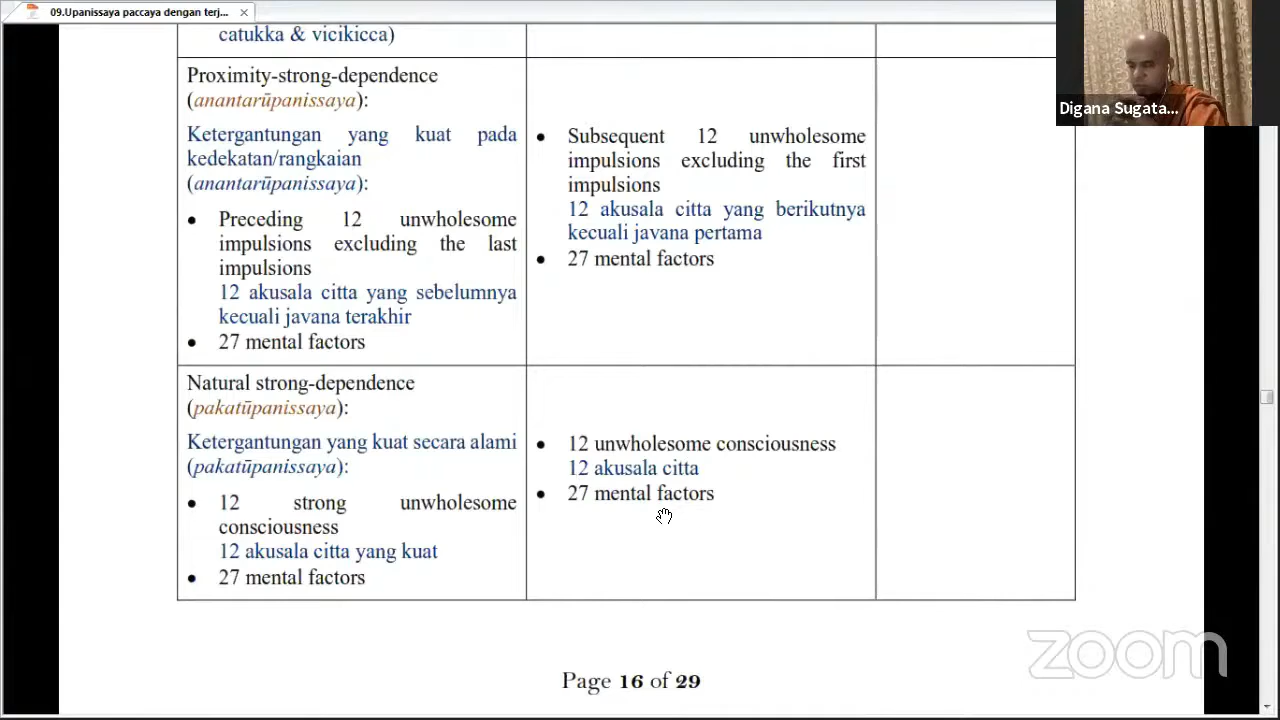 09.Upanissaya paccaya dengan terj...
catukka & vicikicca)
Proximity-strong-dependence
(anantarūpanissaya):
Ketergantungan yang kuat pada
kedekatan/rangkaian
(anantarūpanissaya):
• Preceding 12 unwholesome
impulsions excluding the last
impulsions
12 akusala citta yang sebelumnya
kecuali javana terakhir
• 27 mental factors
• Subsequent 12 unwholesome
impulsions excluding the first
impulsions
12 akusala citta yang berikutnya
kecuali javana pertama
• 27 mental factors
Natural strong-dependence
(pakatūpanissaya):
Ketergantungan yang kuat secara alami
(pakatūpanissaya):
• 12 strong unwholesome
consciousness
12 akusala citta yang kuat
• 27 mental factors
• 12 unwholesome consciousness
12 akusala citta
• 27 mental factors
Page 16 of 29
Digana Sugata...
zoom